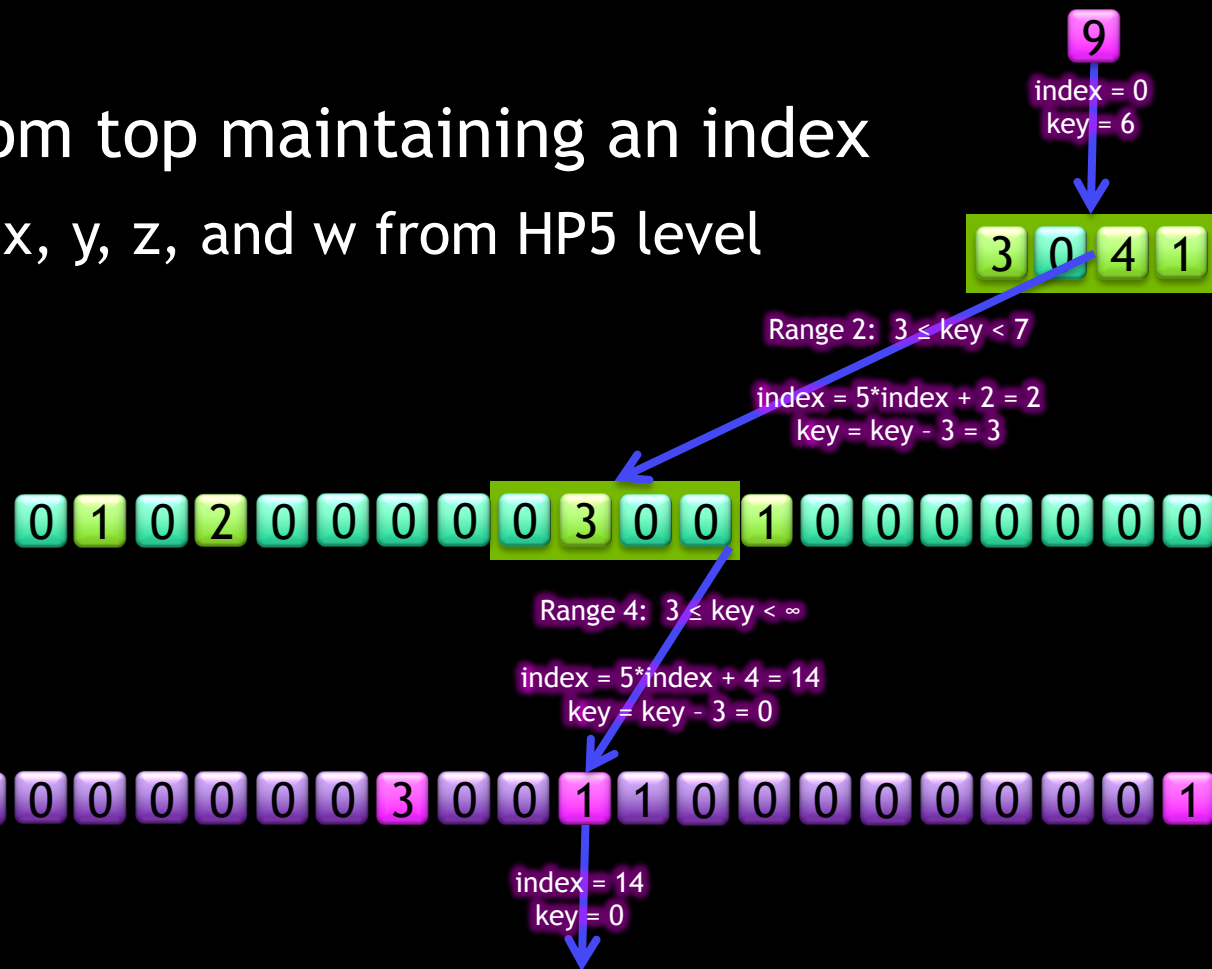 9
index = 0
key = 6
om top maintaining an index
x, y, z, and w from HP5 level
3 0 4 1
Range 2: 3 ≤ key < 7
index = 5*index + 2 = 2
key = key – 3 = 3
0 1 0 2 0 0 0 0 0 3 0 0 1 0 0 0 0 0 0 0
Range 4: 3 ≤ key < ∞
index = 5*index + 4 = 14
key = key – 3 = 0
0 0 0 0 0 0 3 0 0 1 1 0 0 0 0 0 0 0 0 1
index = 14
key = 0